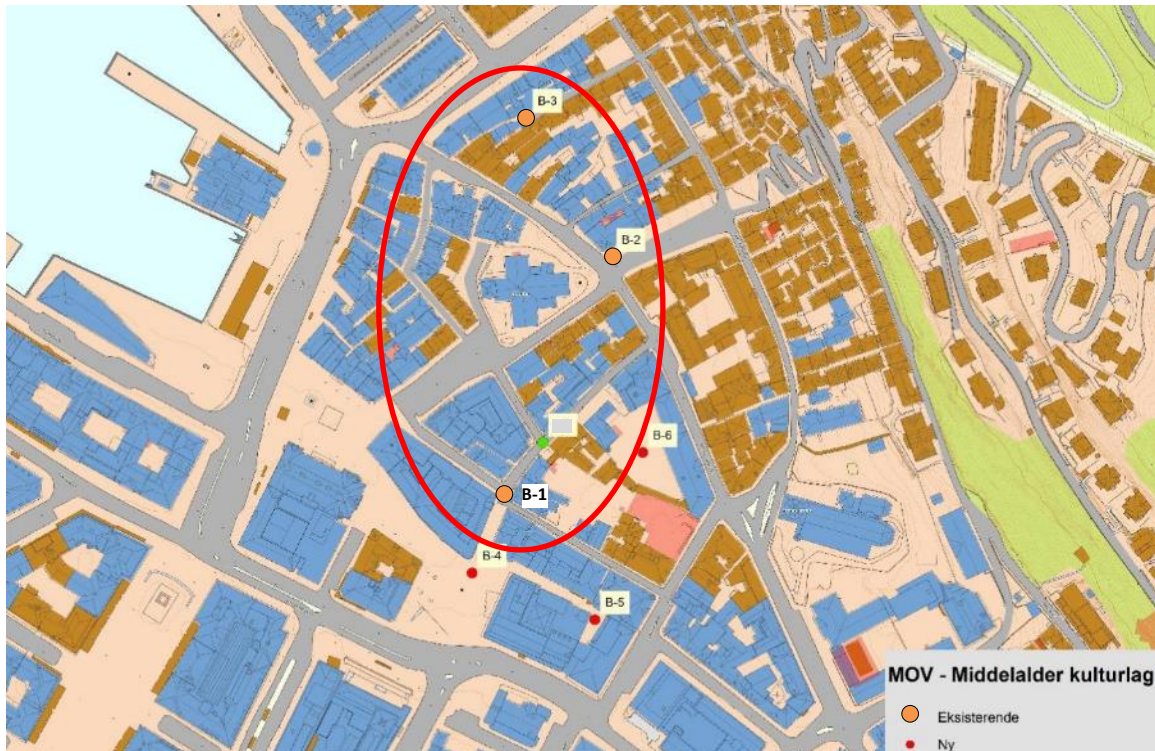 B-3
B-2
B-6
B-1
B-4
B-5
MOV - Middelalder kulturlag
Eksisterende
Ny